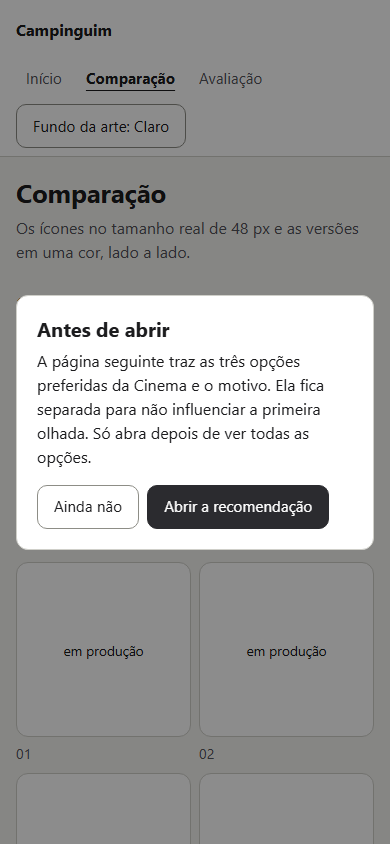 Campinguim
Início Comparação Avaliação
Fundo da arte: Claro
Comparação
Os ícones no tamanho real de 48 px e as versões
em uma cor, lado a lado.
Antes de abrir
A página seguinte traz as três opções
preferidas da Cinema e o motivo. Ela fica
separada para não influenciar a primeira
olhada. Só abra depois de ver todas as
opções.
Ainda não Abrir a recomendação
em produção em produção
01 02